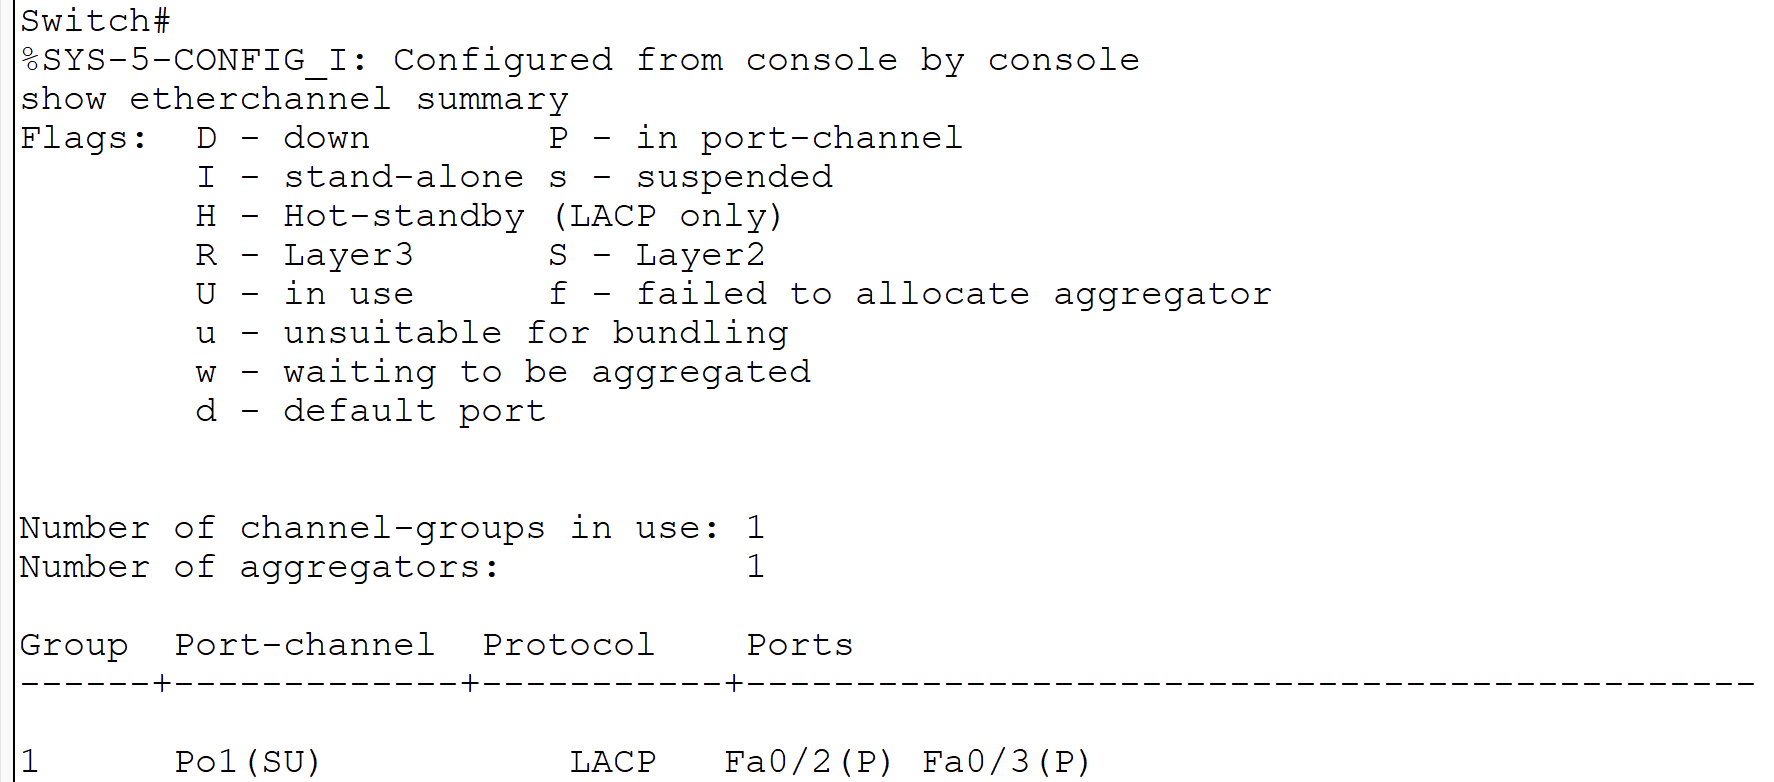 Switch#
%SYS-5-CONFIG_I: Configured from console by console
show etherchannel summary
Flags:  D - down        P - in port-channel
        I - stand-alone s - suspended
        H - Hot-standby (LACP only)
        R - Layer3      S - Layer2
        U - in use      f - failed to allocate aggregator
        u - unsuitable for bundling
        w - waiting to be aggregated
        d - default port
Number of channel-groups in use: 1
Number of aggregators:           1
Group  Port-channel  Protocol    Ports
------+-------------+-----------+----------------------------------------------
1      Po1(SU)           LACP   Fa0/2(P) Fa0/3(P)